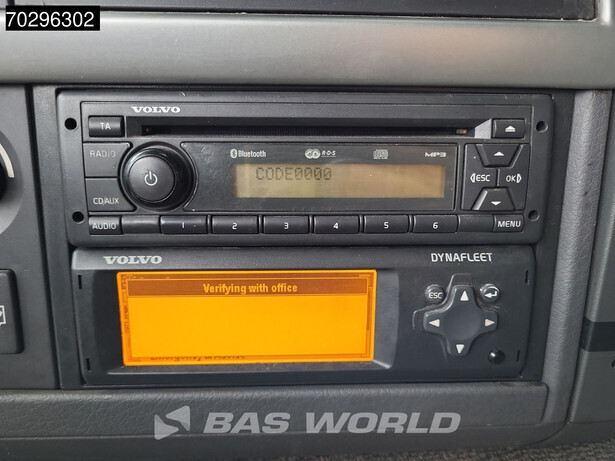 70296302
VOLVO
TA
RADIO
Bluetooth
R·D·S
MP3
CODE0000
ESC
OK
CD/AUX
AUDIO
1
2
3
4
5
6
MENU
VOLVO
DYNAFLEET
Verifying with office
ESC
BAS WORLD